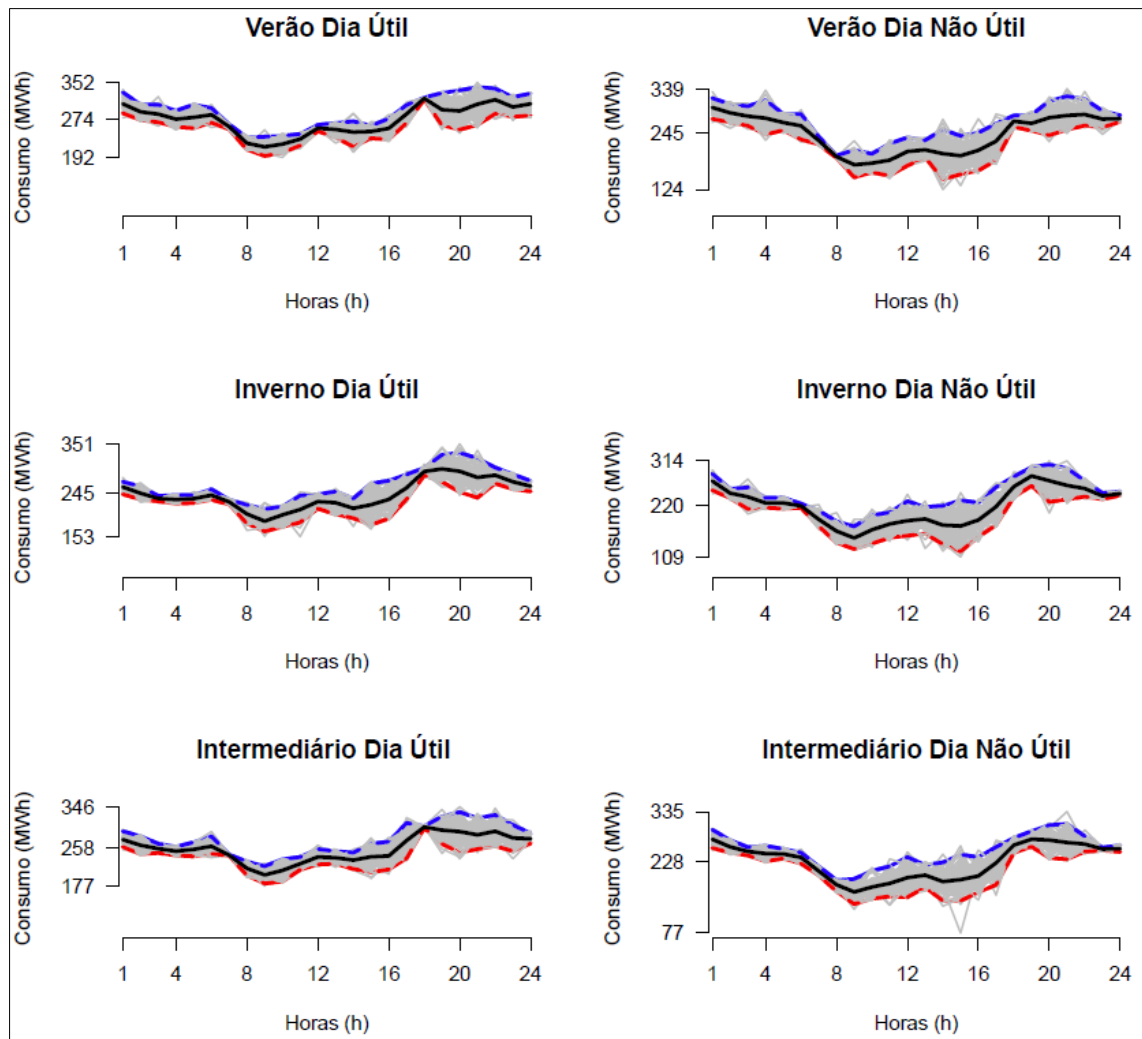 Verão Dia Útil
Consumo (MWh)
352
274
192
1 4 8 12 16 20 24
Horas (h)
Verão Dia Não Útil
Consumo (MWh)
339
245
124
1 4 8 12 16 20 24
Horas (h)
Inverno Dia Útil
Consumo (MWh)
351
245
153
1 4 8 12 16 20 24
Horas (h)
Inverno Dia Não Útil
Consumo (MWh)
314
220
109
1 4 8 12 16 20 24
Horas (h)
Intermediário Dia Útil
Consumo (MWh)
346
258
177
1 4 8 12 16 20 24
Horas (h)
Intermediário Dia Não Útil
Consumo (MWh)
335
228
77
1 4 8 12 16 20 24
Horas (h)